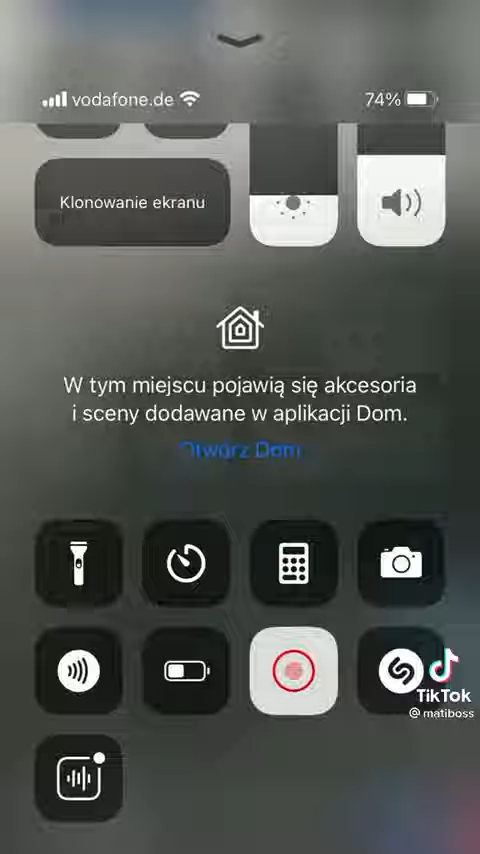 vodafone.de
74%
Klonowanie ekranu
W tym miejscu pojawią się akcesoria
i sceny dodawane w aplikacji Dom.
Otwórz Dom
TikTok
@ matiboss